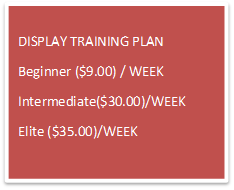 DISPLAY TRAINING PLAN
Beginner ($9.00) / WEEK
Intermediate($30.00)/WEEK
Elite ($35.00)/WEEK